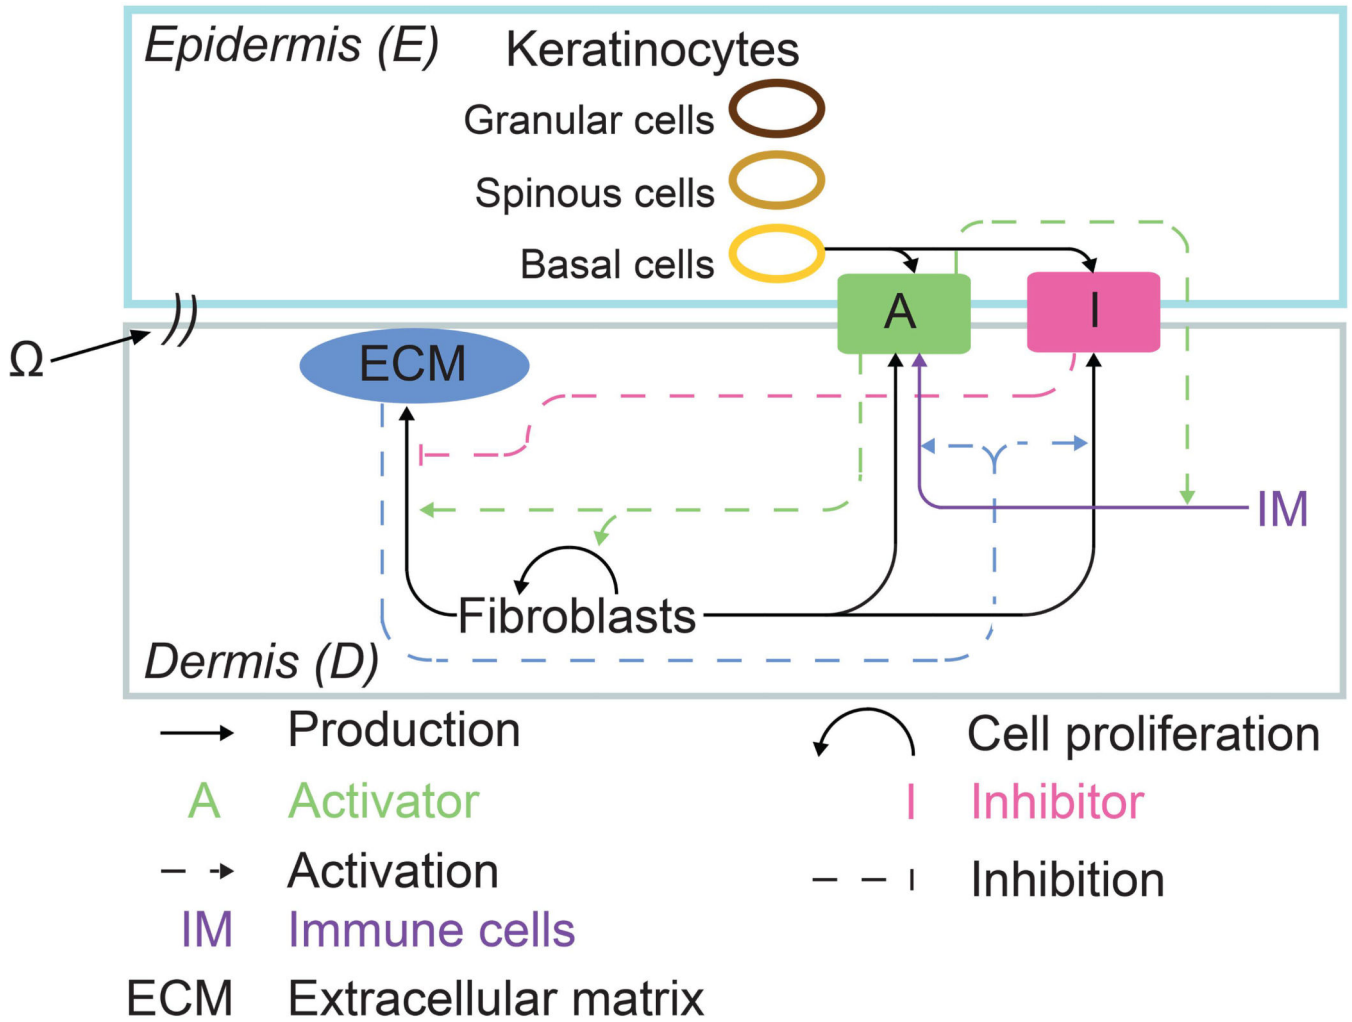 Epidermis (E)
Keratinocytes
Granular cells
Spinous cells
Basal cells
A
I
Ω
ECM
IM
Fibroblasts
Dermis (D)
Production
Cell proliferation
A Activator
I Inhibitor
Activation
Inhibition
IM Immune cells
ECM Extracellular matrix